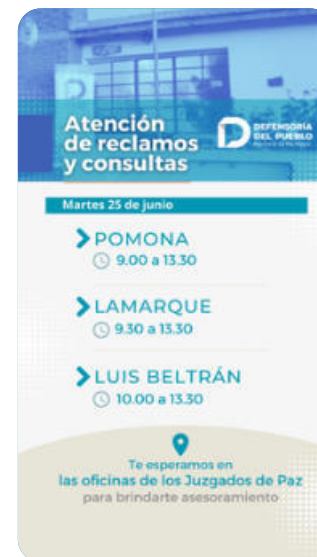 Atención
de reclamos
y consultas
DEFENSORÍA
DEL PUEBLO
Martes 25 de junio
POMONA
9.00 a 13.30
LAMARQUE
9.30 a 13.30
LUIS BELTRÁN
10.00 a 13.30
Te esperamos en
las oficinas de los Juzgados de Paz
para brindarte asesoramiento